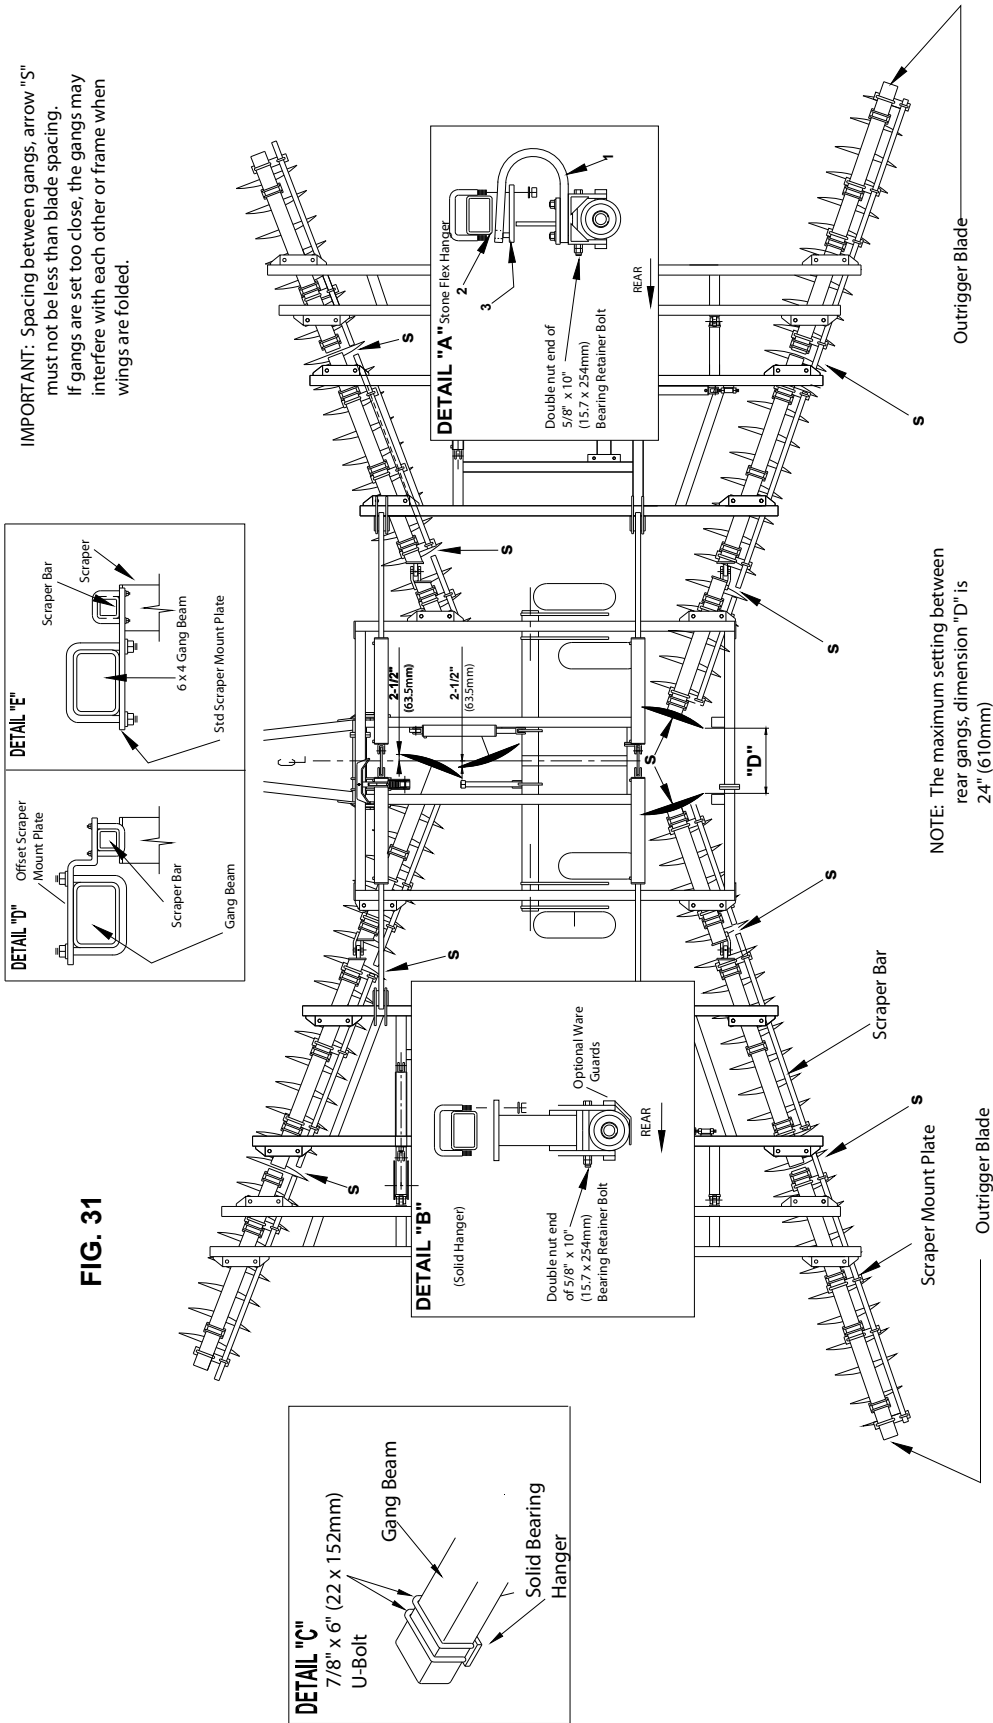 FIG. 31
IMPORTANT: Spacing between gangs, arrow "S"
must not be less than blade spacing.
If gangs are set too close, the gangs may
interfere with each other or frame when
wings are folded.
DETAIL "D"
Offset Scraper
Mount Plate
Scraper Bar
Gang Beam
DETAIL "E"
Scraper Bar
Scraper
6 x 4 Gang Beam
Std Scraper Mount Plate
S
S
S
S
CL
2-1/2"
(63.5mm)
2-1/2"
(63.5mm)
DETAIL "A" Stone Flex Hanger
2
3
1
Double nut end of
5/8" x 10"
(15.7 x 254mm)
Bearing Retainer Bolt
REAR
DETAIL "B"
(Solid Hanger)
Optional Ware
Guards
Double nut end
of 5/8" x 10"
(15.7 x 254mm)
Bearing Retainer Bolt
REAR
S
"D"
S
S
S
S
Scraper Bar
Scraper Mount Plate
Outrigger Blade
Outrigger Blade
NOTE: The maximum setting between
rear gangs, dimension "D" is
24" (610mm)
DETAIL "C"
7/8" x 6" (22 x 152mm)
U-Bolt
Gang Beam
Solid Bearing
Hanger